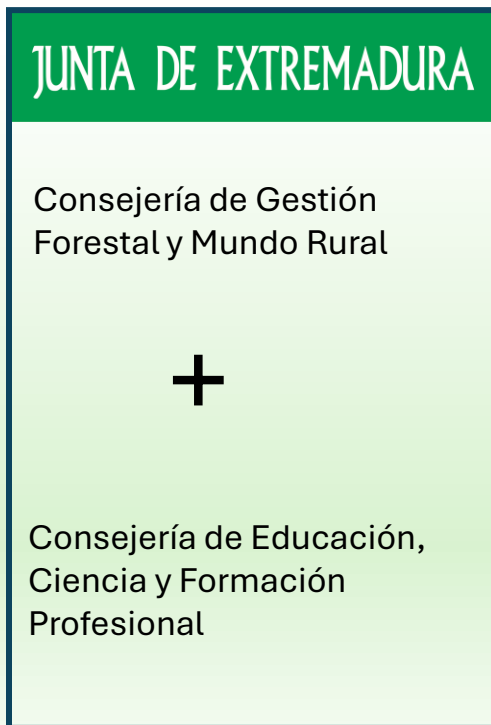 JUNTA DE EXTREMADURA
Consejería de Gestión
Forestal y Mundo Rural
+
Consejería de Educación,
Ciencia y Formación
Profesional